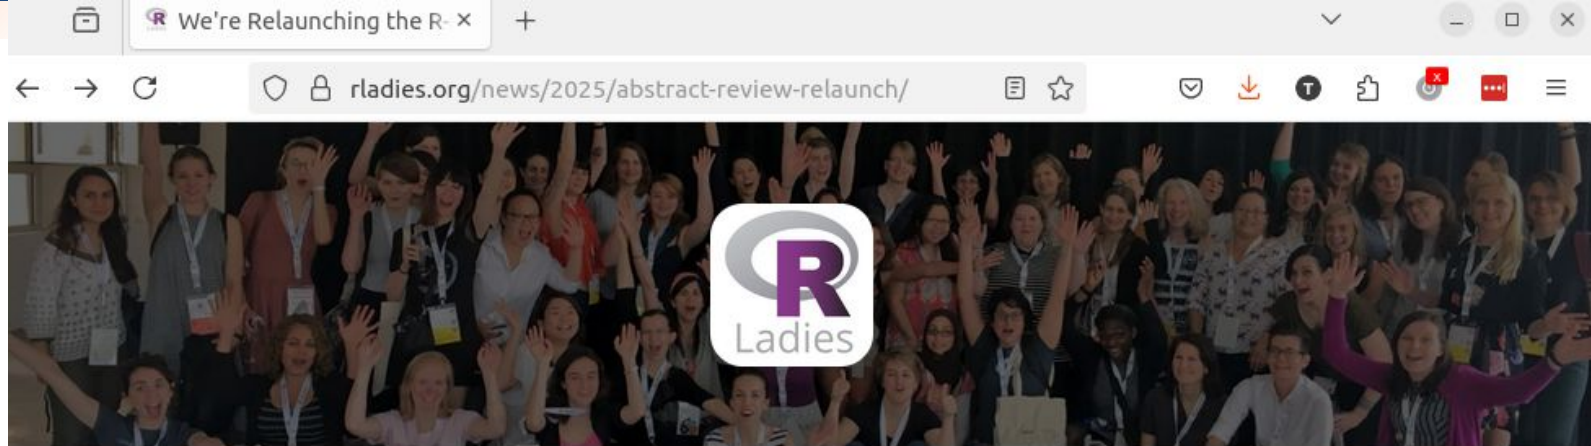 We're Relaunching the R-
rladies.org/news/2025/abstract-review-relaunch/
T
x
R
Ladies